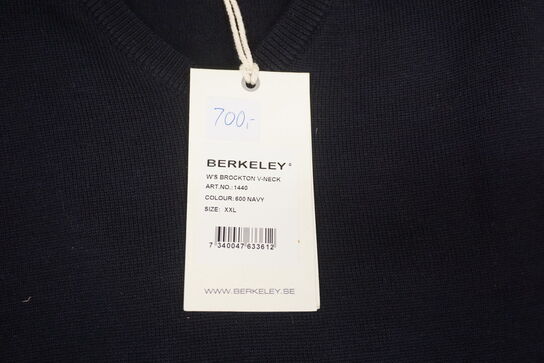 700,-
BERKELEY®
W'S BROCKTON V-NECK
ART.NO.:1440
COLOUR:600 NAVY
SIZE: XXL
7 340047 633612
WWW.BERKELEY.SE